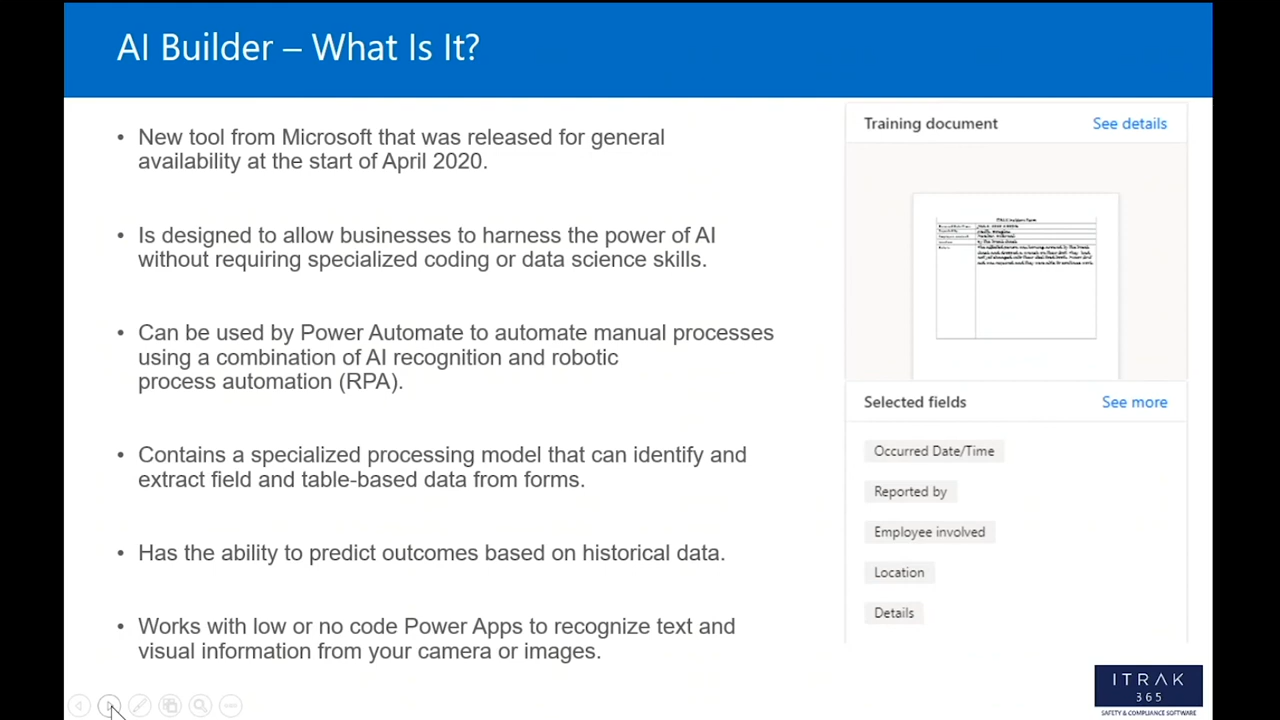 AI Builder – What Is It?
• New tool from Microsoft that was released for general
availability at the start of April 2020.
• Is designed to allow businesses to harness the power of AI
without requiring specialized coding or data science skills.
• Can be used by Power Automate to automate manual processes
using a combination of AI recognition and robotic
process automation (RPA).
• Contains a specialized processing model that can identify and
extract field and table-based data from forms.
• Has the ability to predict outcomes based on historical data.
• Works with low or no code Power Apps to recognize text and
visual information from your camera or images.
Training document
See details
Selected fields
See more
Occurred Date/Time
Reported by
Employee involved
Location
Details
ITRAK
365
SAFETY & COMPLIANCE SOFTWARE